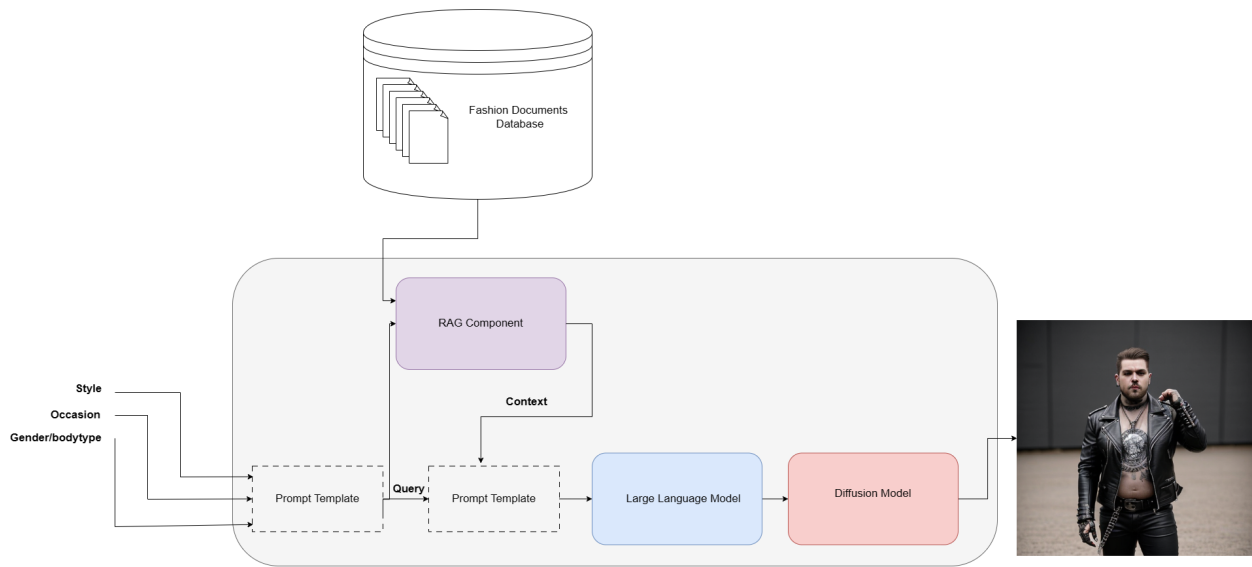 Fashion Documents
Database
RAG Component
Style
Occasion
Gender/bodytype
Context
Prompt Template
Query
Prompt Template
Large Language Model
Diffusion Model